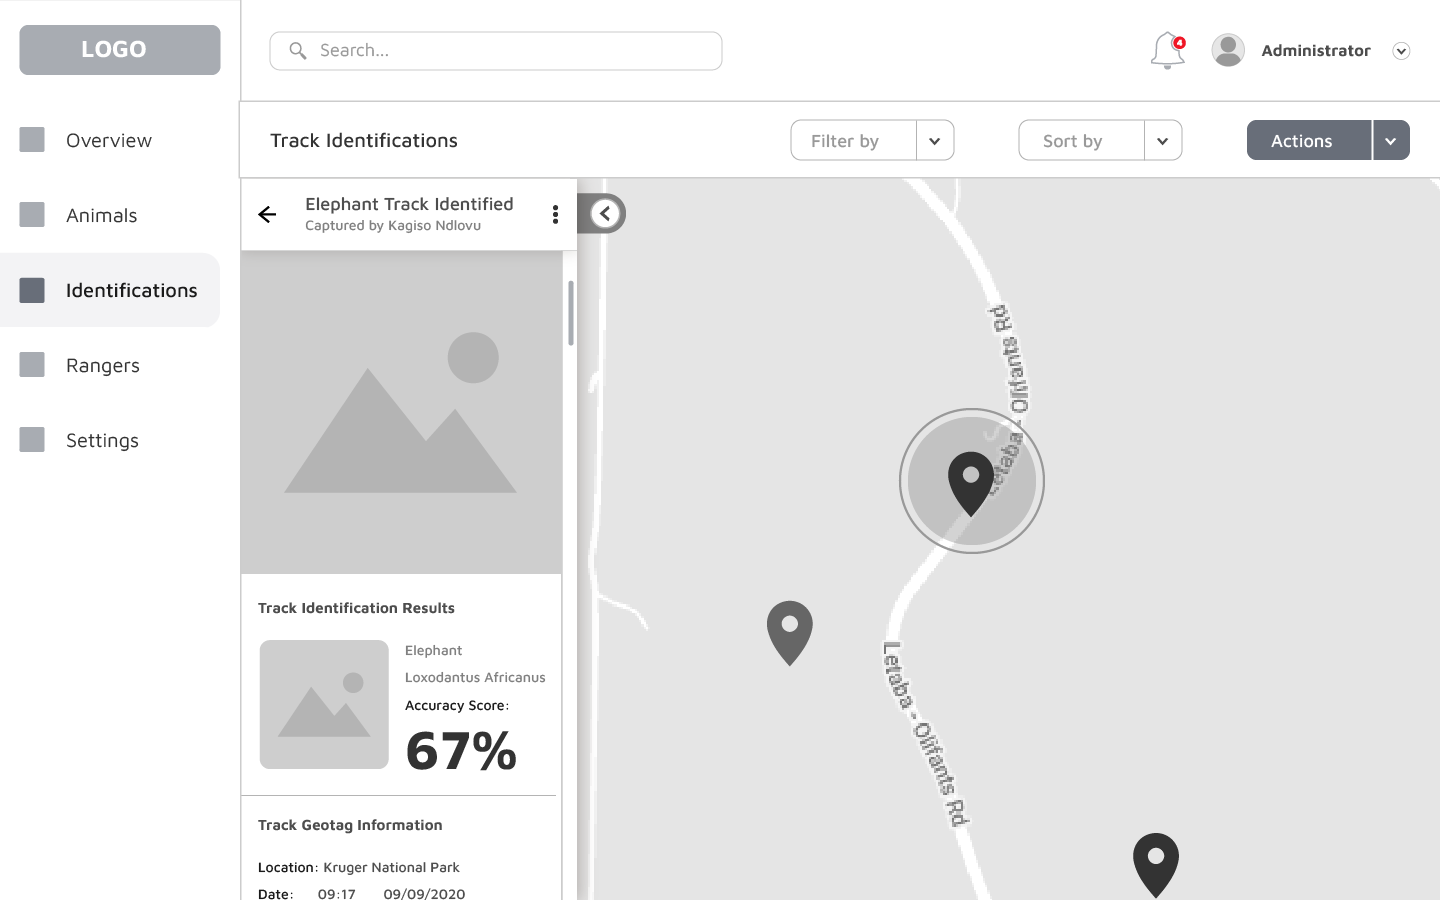 LOGO
Search...
4
Administrator
Overview
Animals
Identifications
Rangers
Settings
Track Identifications
Filter by
Sort by
Actions
Elephant Track Identified
Captured by Kagiso Ndlovu
Track Identification Results
Elephant
Loxodantus Africanus
Accuracy Score:
67%
Track Geotag Information
Location: Kruger National Park
Date: 09:17 09/09/2020
Letaba - Olifants Rd
Letaba - Olifants Rd